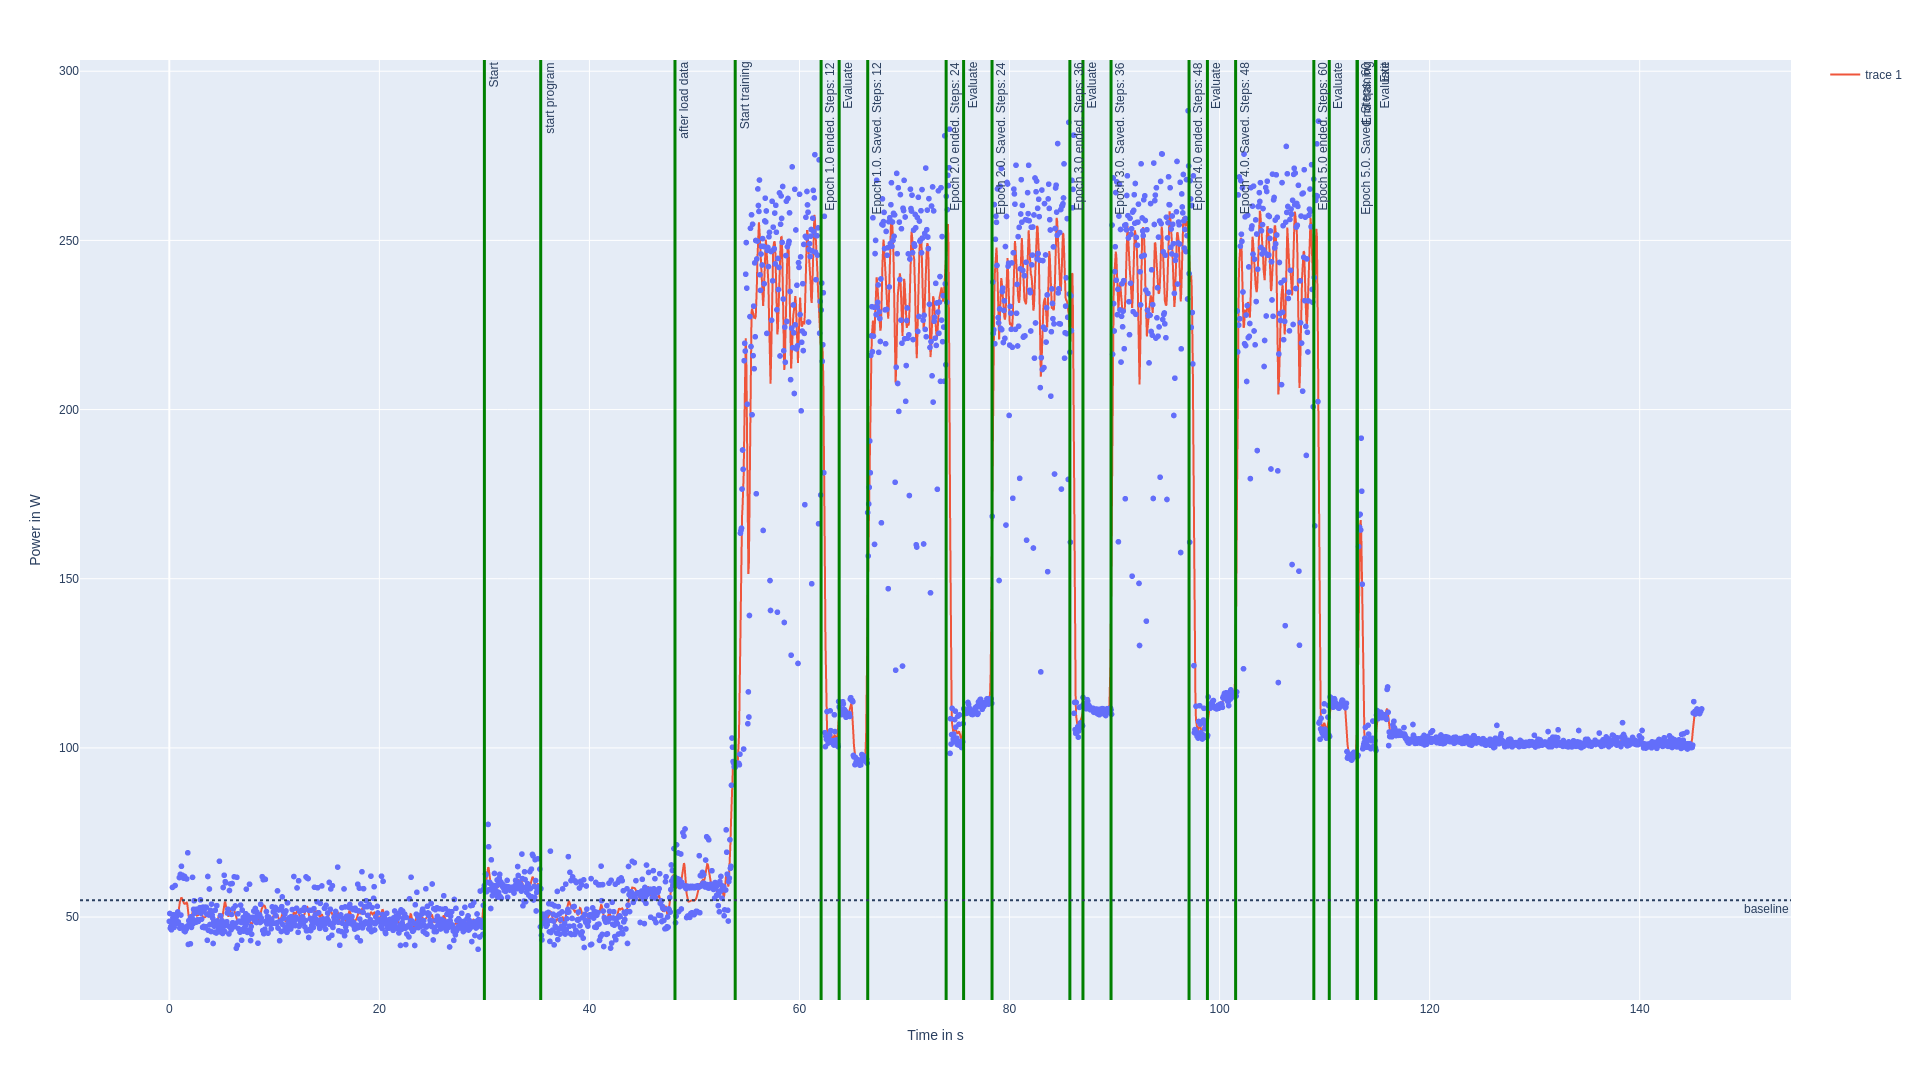 300
250
200
150
100
50
Power in W
0
20
40
60
80
100
120
140
Time in s
Start
start program
after load data
Start training
Epoch 1.0 ended. Steps: 12
Evaluate
Epoch 1.0. Saved. Steps: 12
Epoch 2.0 ended. Steps: 24
Evaluate
Epoch 2.0. Saved. Steps: 24
Epoch 3.0 ended. Steps: 36
Evaluate
Epoch 3.0. Saved. Steps: 36
Epoch 4.0 ended. Steps: 48
Evaluate
Epoch 4.0. Saved. Steps: 48
Epoch 5.0 ended. Steps: 60
Evaluate
Epoch 5.0. Saved. Steps: 60
Evaluate
baseline
trace 1